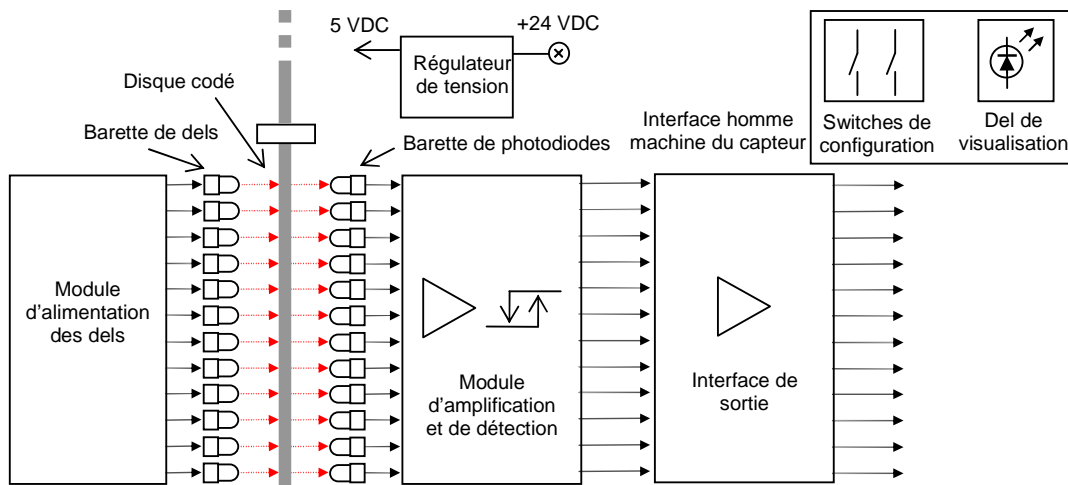 5 VDC
+24 VDC
Régulateur
de tension
Disque codé
Barette de dels
Barette de photodiodes
Interface homme
machine du capteur
Switches de
configuration
Del de
visualisation
Module
d'alimentation
des dels
Module
d'amplification
et de détection
Interface de
sortie